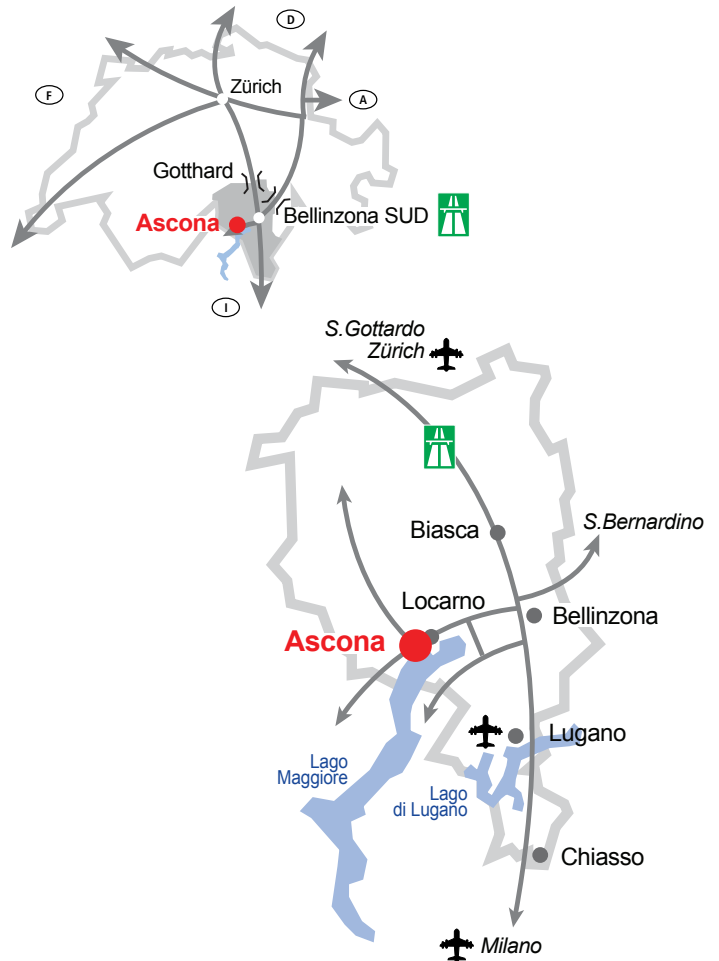 D
F
Zürich
A
Gotthard
Ascona
Bellinzona SUD
I
S.Gottardo
Zürich
Biasca
S.Bernardino
Locarno
Bellinzona
Ascona
Lugano
Lago
Maggiore
Lago
di Lugano
Chiasso
Milano